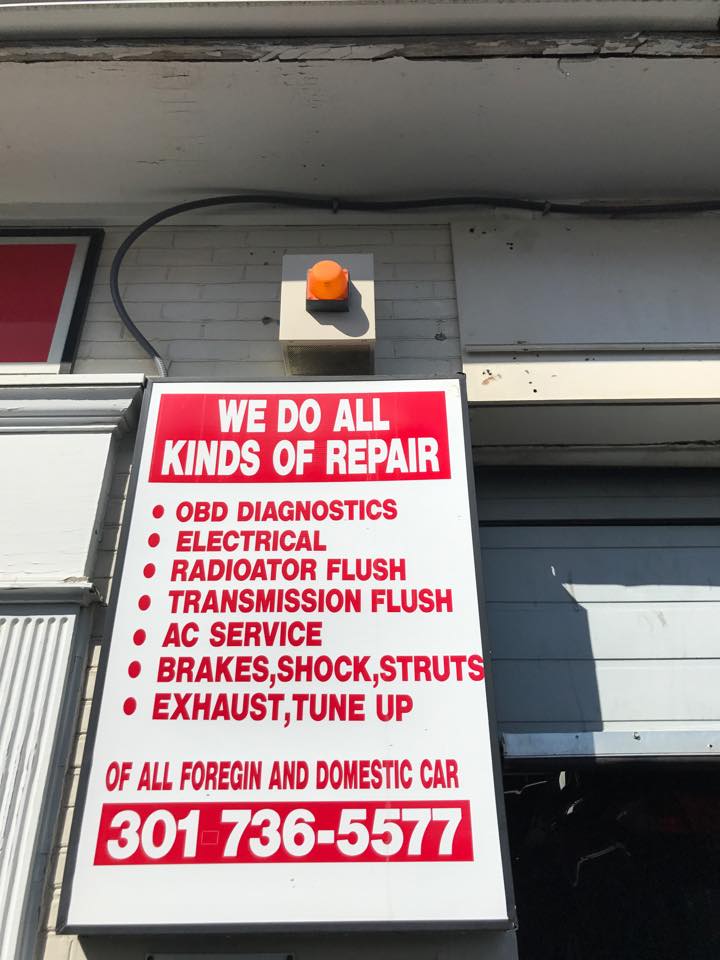 WE DO ALL
KINDS OF REPAIR
• OBD DIAGNOSTICS
• ELECTRICAL
• RADIOATOR FLUSH
• TRANSMISSION FLUSH
• AC SERVICE
• BRAKES,SHOCK,STRUTS
• EXHAUST,TUNE UP
OF ALL FOREGIN AND DOMESTIC CAR
301 736-5577